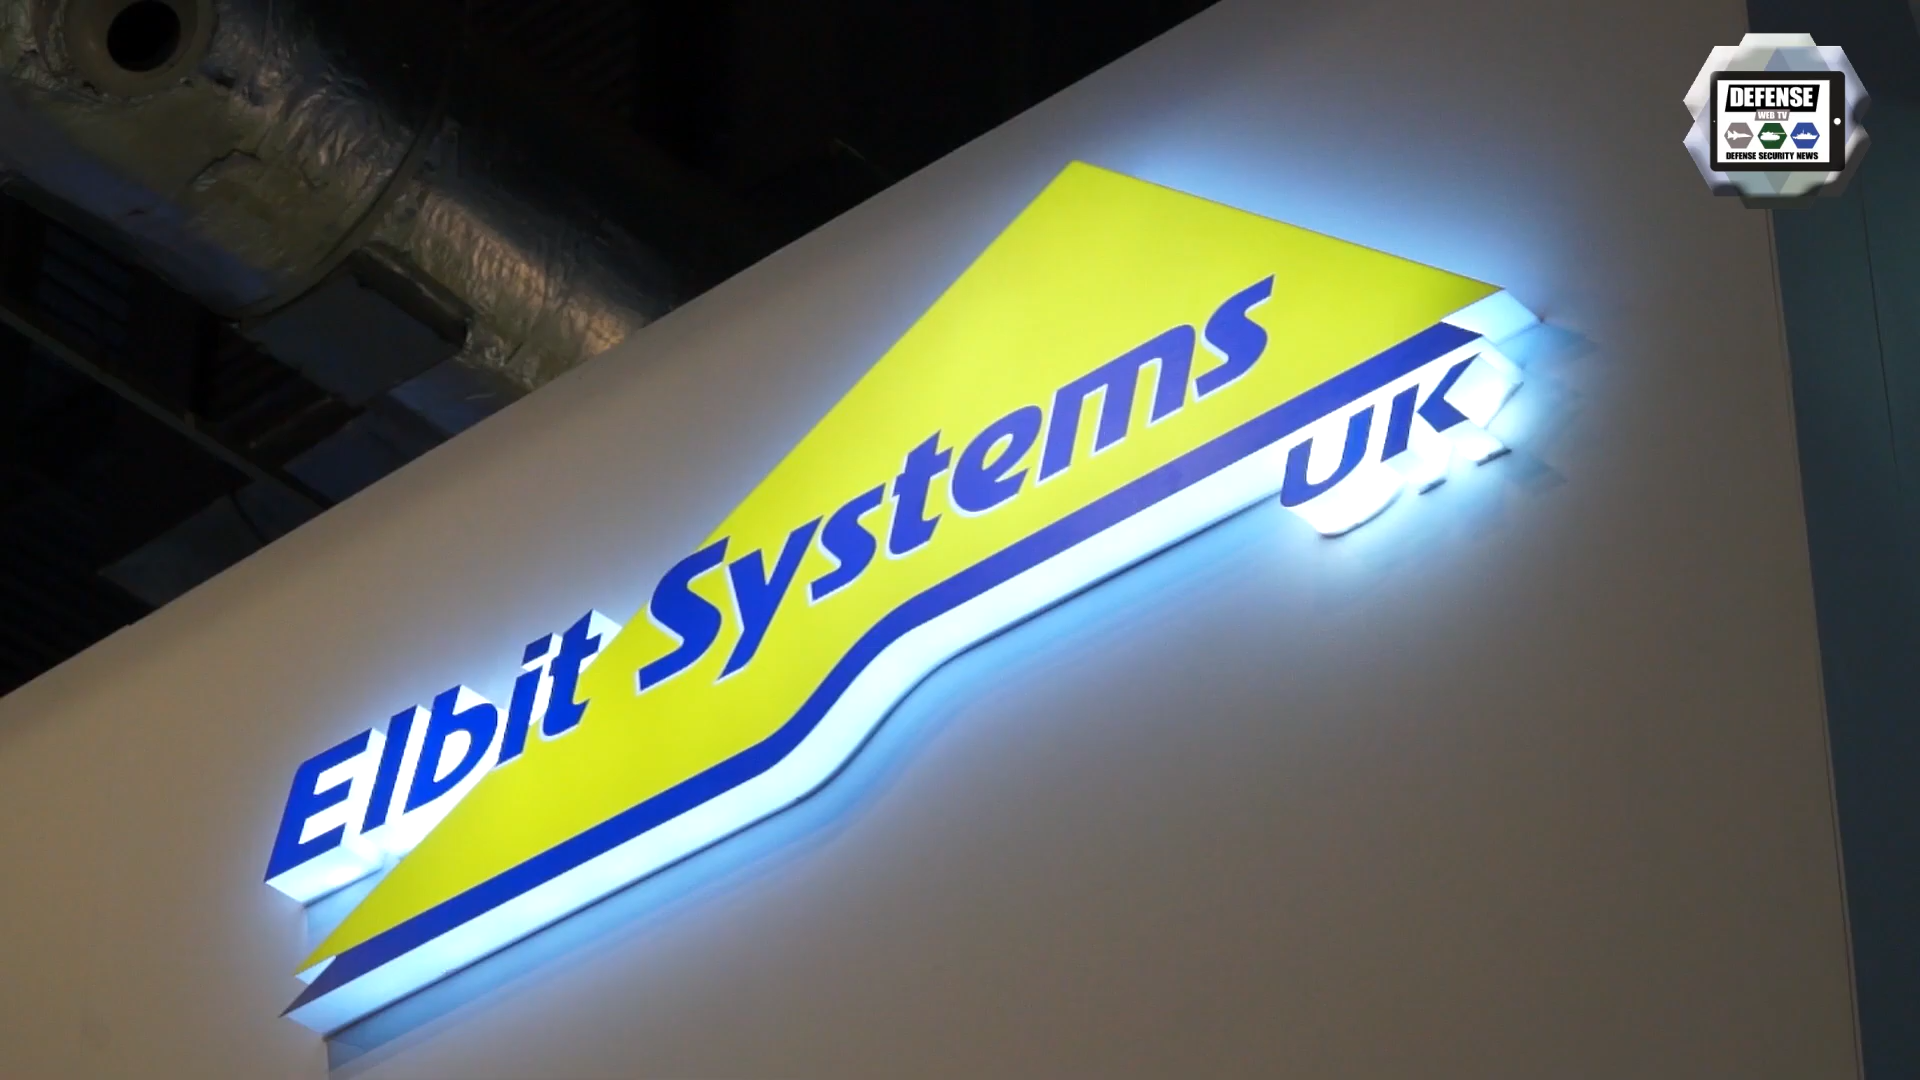 Elbit Systems
UK
DEFENSE
WEB TV
DEFENSE SECURITY NEWS